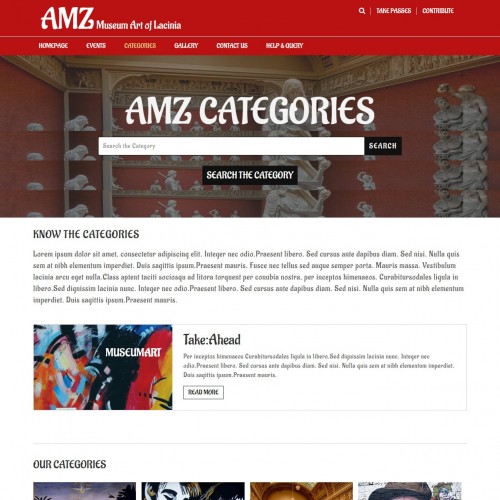 AMZ Museum Art of Lacinia
TAKE PASSES
CONTRIBUTE
HOMEPAGE
EVENTS
CATEGORIES
GALLERY
CONTACT US
HELP & QUERY
AMZ CATEGORIES
Search the Category
SEARCH
SEARCH THE CATEGORY
KNOW THE CATEGORIES
Lorem ipsum dolor sit amet, consectetur adipiscing elit. Integer nec odio.Praesent libero. Sed cursus ante dapibus diam. Sed nisi. Nulla quis
sem at nibh elementum imperdiet. Duis sagittis ipsum.Praesent mauris. Fusce nec tellus sed augue semper porta. Mauris massa. Vestibulum
lacinia arcu eget nulla.Class aptent taciti sociosqu ad litora torquent per conubia nostra, per inceptos himenaeos. Curabitursodales ligula in
libero.Sed dignissim lacinia nunc. Integer nec odio.Praesent libero. Sed cursus ante dapibus diam. Sed nisi. Nulla quis sem at nibh elementum
imperdiet. Duis sagittis ipsum.Praesent mauris.
MUSEUMART
Take:Ahead
Per inceptos himenaeos Curabitursodales ligula in libero.Sed dignissim lacinia nunc. Integer nec
odio.Praesent libero. Sed cursus ante dapibus diam. Sed nisi. Nulla quis sem at nibh elementum imperdiet.
Duis sagittis ipsum.Praesent mauris.
READ MORE
OUR CATEGORIES